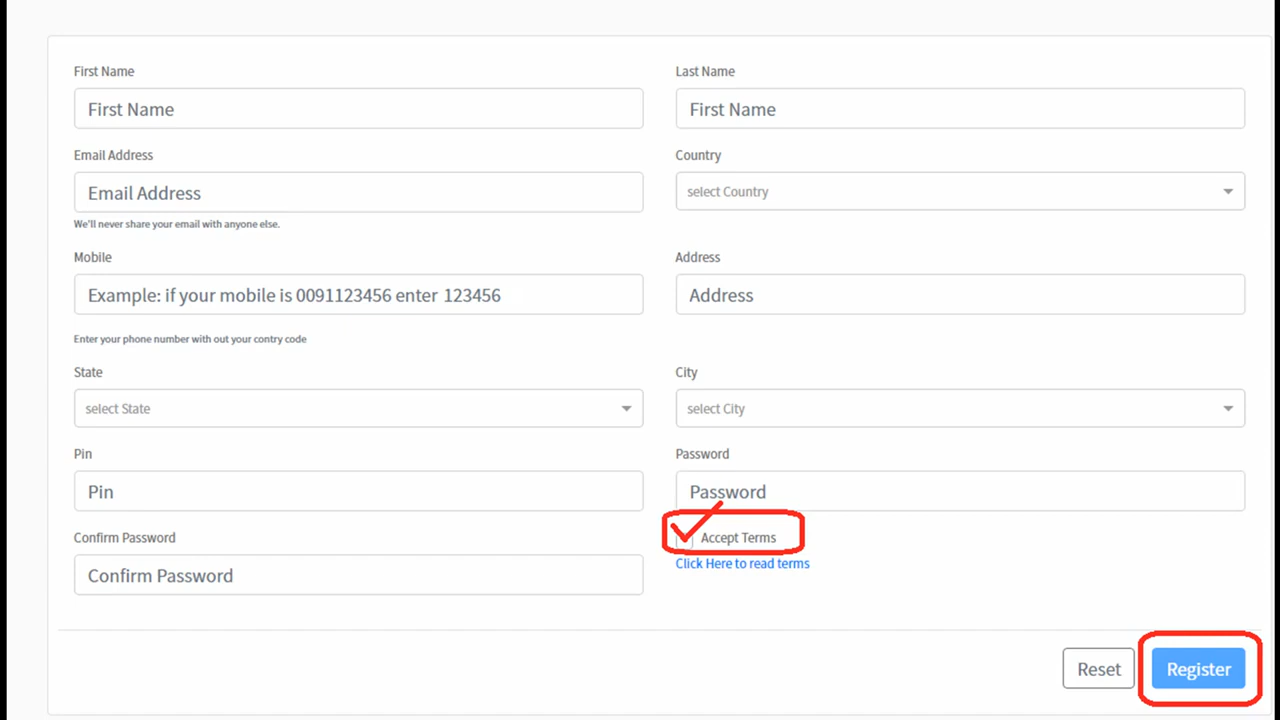 First Name
Last Name
First Name
First Name
Email Address
Country
Email Address
select Country
We'll never share your email with anyone else.
Mobile
Address
Example: if your mobile is 0091123456 enter 123456
Address
Enter your phone number with out your contry code
State
City
select State
select City
Pin
Password
Pin
Password
Confirm Password
Accept Terms
Click Here to read terms
Confirm Password
Reset
Register